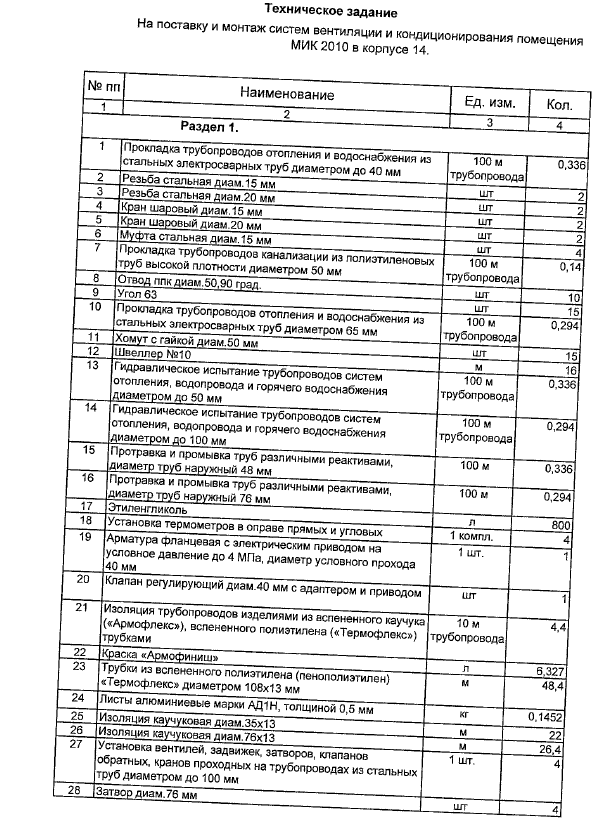 Техническое задание
На поставку и монтаж систем вентиляции и кондиционирования помещения
МИК 2010 в корпусе 14.
№ пп Наименование Ед. изм. Кол.
1 2 3 4
Раздел 1.
1 Прокладка трубопроводов отопления и водоснабжения из 100 м 0,336
стальных электросварных труб диаметром до 40 мм трубопровода
2 Резьба стальная диам.15 мм шт 2
3 Резьба стальная диам.20 мм шт 2
4 Кран шаровый диам.15 мм шт 2
5 Кран шаровый диам.20 мм шт 2
6 Муфта стальная диам.15 мм шт 4
7 Прокладка трубопроводов канализации из полиэтиленовых 100 м 0,14
труб высокой плотности диаметром 50 мм трубопровода
8 Отвод ппк диам.50,90 град. шт 10
9 Угол 63 шт 15
10 Прокладка трубопроводов отопления и водоснабжения из 100 м 0,294
стальных электросварных труб диаметром 65 мм трубопровода
11 Хомут с гайкой диам.50 мм шт 15
12 Швеллер №10 м 16
13 Гидравлическое испытание трубопроводов систем 100 м 0,336
отопления, водопровода и горячего водоснабжения трубопровода
диаметром до 50 мм
14 Гидравлическое испытание трубопроводов систем 100 м 0,294
отопления, водопровода и горячего водоснабжения трубопровода
диаметром до 100 мм
15 Протравка и промывка труб различными реактивами, 100 м 0,336
диаметр труб наружный 48 мм
16 Протравка и промывка труб различными реактивами, 100 м 0,294
диаметр труб наружный 76 мм
17 Этиленгликоль л 800
18 Установка термометров в оправе прямых и угловых 1 компл. 4
19 Арматура фланцевая с электрическим приводом на 1 шт. 1
условное давление до 4 МПа, диаметр условного прохода
40 мм
20 Клапан регулирующий диам.40 мм с адаптером и приводом шт 1
21 Изоляция трубопроводов изделиями из вспененного каучука 10 м 4,4
(«Армофлекс»), вспененного полиэтилена («Термофлекс») трубопровода
трубками
22 Краска «Армофиниш» л 6,327
23 Трубки из вспененного полиэтилена (пенополиэтилен) м 48,4
«Термофлекс» диаметром 108х13 мм
24 Листы алюминиевые марки АД1Н, толщиной 0,5 мм кг 0,1452
25 Изоляция каучуковая диам.35х13 м 22
26 Изоляция каучуковая диам.76х13 м 26,4
27 Установка вентилей, задвижек, затворов, клапанов 1 шт. 4
обратных, кранов проходных на трубопроводах из стальных
труб диаметром до 100 мм
28 Затвор диам.76 мм шт 4